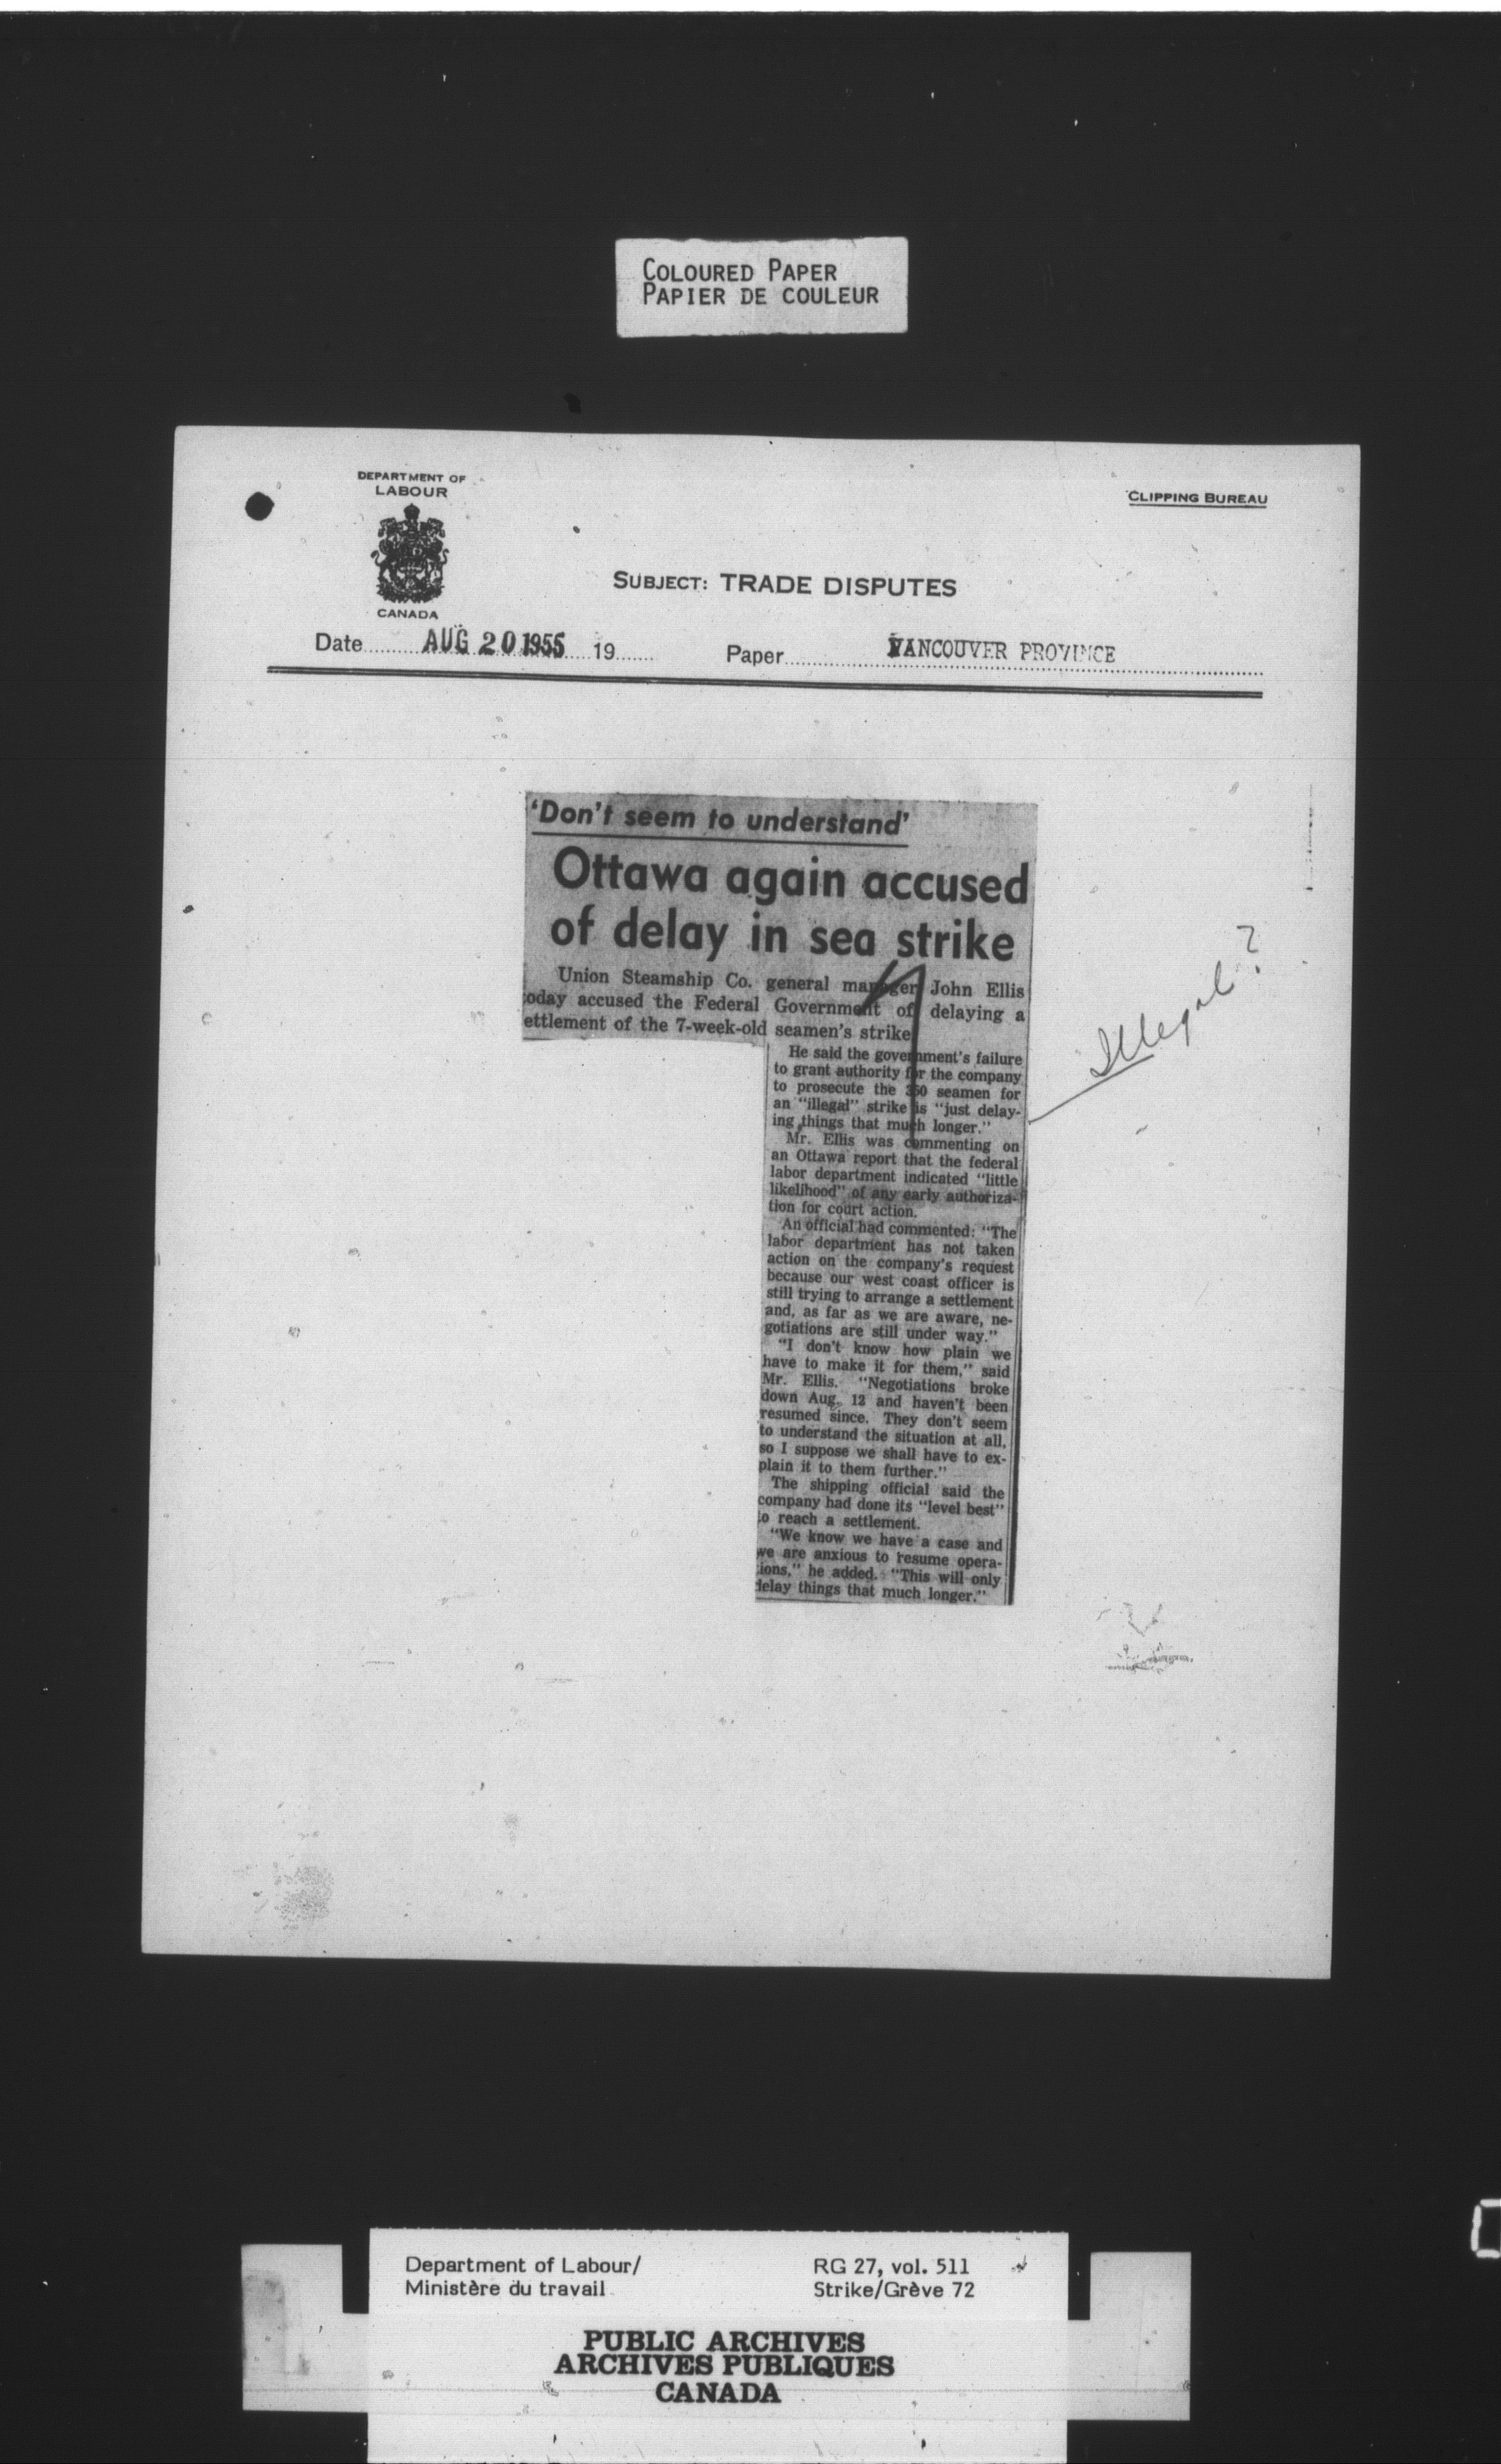 COLOURED PAPER
PAPIER DE COULEUR
DEPARTMENT OF
LABOUR
CANADA
CLIPPING BUREAU
SUBJECT: TRADE DISPUTES
Date AUG 20 1955 19
Paper VANCOUVER PROVINCE
'Don't seem to understand'
Ottawa again accused
of delay in sea strike
Union Steamship Co. general manager John Ellis
oday accused the Federal Government of delaying a
ettlement of the 7-week-old seamen's strike
He said the government's failure
to grant authority for the company
to prosecute the 350 seamen for
an "illegal" strike is "just delay-
ing things that much longer."
Mr. Ellis was commenting on
an Ottawa report that the federal
labor department indicated "little
likelihood" of any early authoriza-
tion for court action.
An official had commented: "The
labor department has not taken
action on the company's request
because our west coast officer is
still trying to arrange a settlement
and, as far as we are aware, ne-
gotiations are still under way."
"I don't know how plain we
have to make it for them," said
Mr. Ellis. "Negotiations broke
down Aug. 12 and haven't been
resumed since. They don't seem
to understand the situation at all,
so I suppose we shall have to ex-
plain it to them further."
The shipping official said the
company had done its "level best"
to reach a settlement.
"We know we have a case and
we are anxious to resume opera-
tions," he added. "This will only
delay things that much longer."
Illegal?
Department of Labour/
Ministère du travail
RG 27, vol. 511
Strike/Grève 72
PUBLIC ARCHIVES
ARCHIVES PUBLIQUES
CANADA